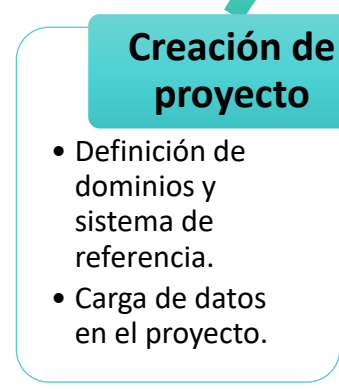 Creación de
proyecto
• Definición de
dominios y
sistema de
referencia.
• Carga de datos
en el proyecto.